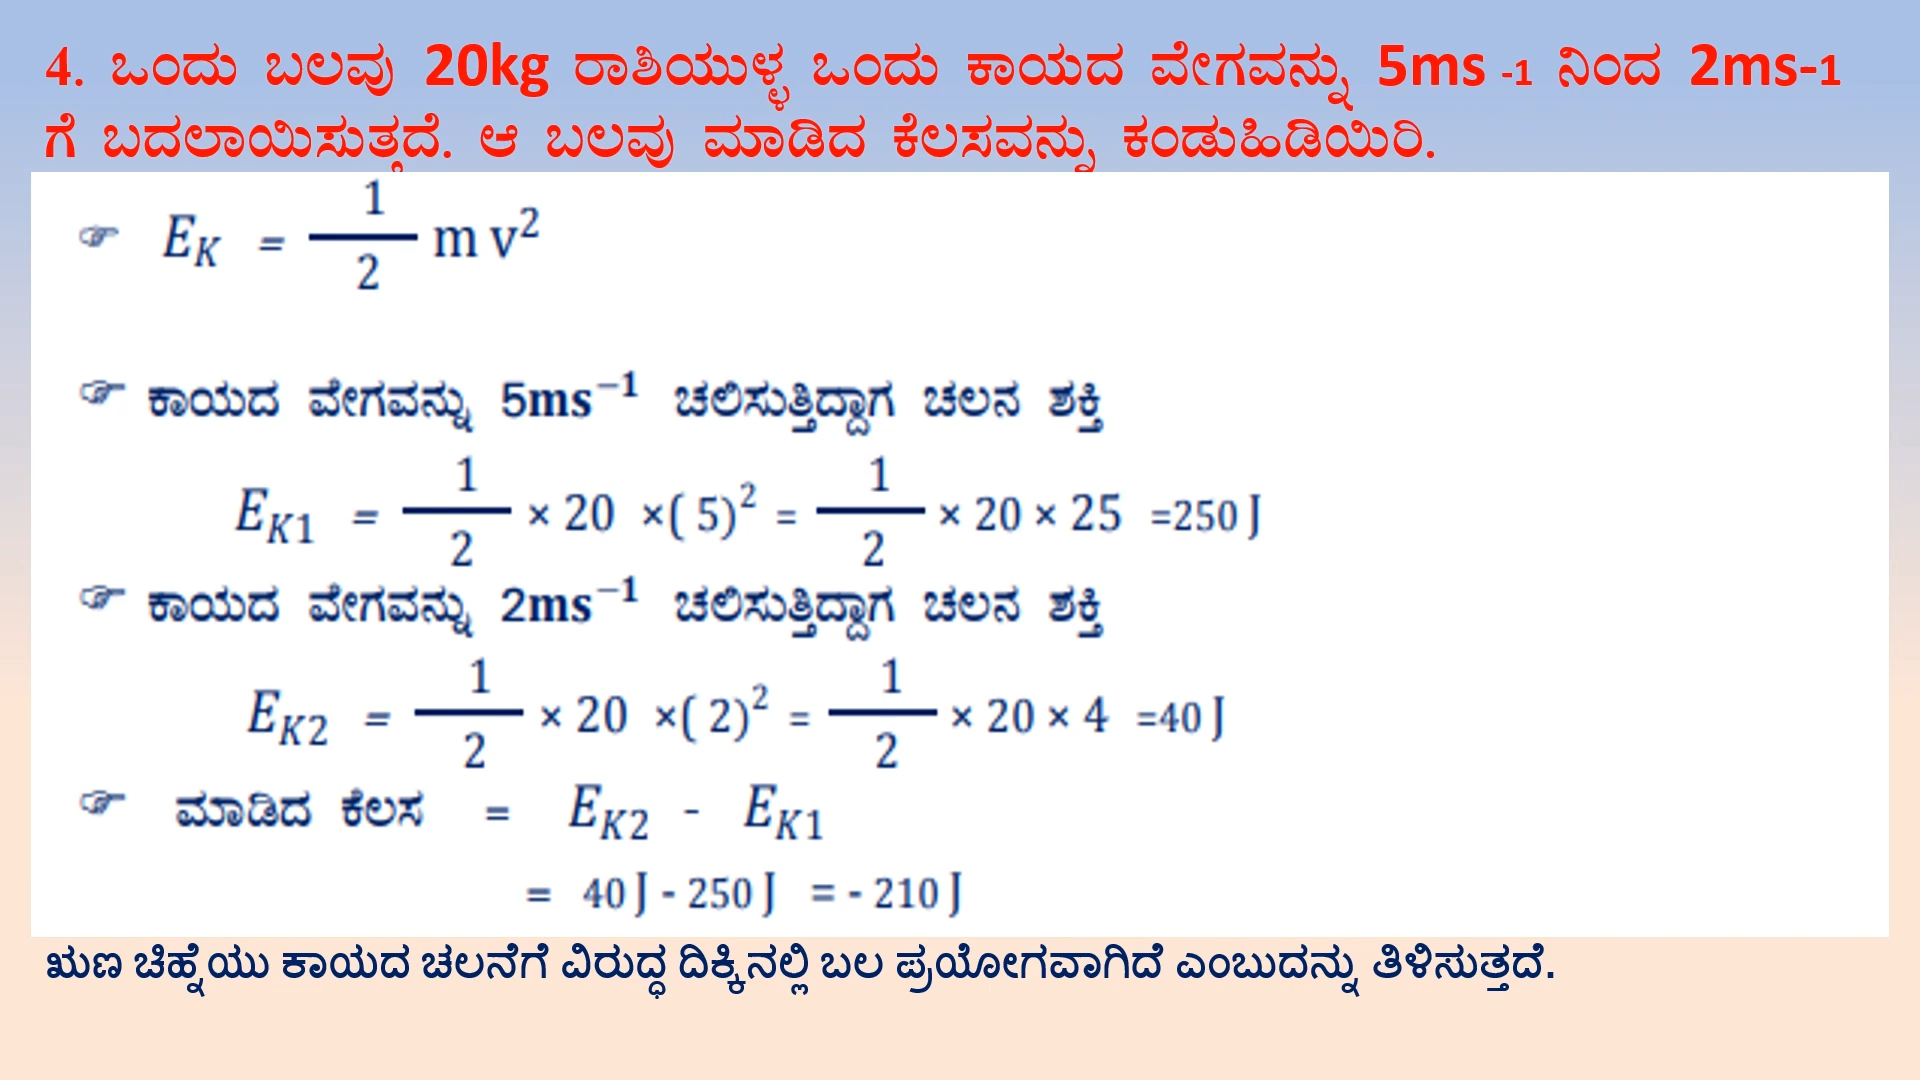 4. ಒಂದು ಬಲವು 20kg ರಾಶಿಯುಳ್ಳ ಒಂದು ಕಾಯದ ವೇಗವನ್ನು 5ms -1 ನಿಂದ 2ms-1
ಗೆ ಬದಲಾಯಿಸುತ್ತದೆ. ಆ ಬಲವು ಮಾಡಿದ ಕೆಲಸವನ್ನು ಕಂಡುಹಿಡಿಯಿರಿ.
☞ E_K = 1/2 m v²
☞ ಕಾಯದ ವೇಗವನ್ನು 5ms⁻¹ ಚಲಿಸುತ್ತಿದ್ದಾಗ ಚಲನ ಶಕ್ತಿ
E_K1 = 1/2 × 20 ×( 5)² = 1/2 × 20 × 25 =250 J
☞ ಕಾಯದ ವೇಗವನ್ನು 2ms⁻¹ ಚಲಿಸುತ್ತಿದ್ದಾಗ ಚಲನ ಶಕ್ತಿ
E_K2 = 1/2 × 20 ×( 2)² = 1/2 × 20 × 4 =40 J
☞ ಮಾಡಿದ ಕೆಲಸ = E_K2 - E_K1
= 40 J - 250 J = - 210 J
ಋಣ ಚಿಹ್ನೆಯು ಕಾಯದ ಚಲನೆಗೆ ವಿರುದ್ಧ ದಿಕ್ಕಿನಲ್ಲಿ ಬಲ ಪ್ರಯೋಗವಾಗಿದೆ ಎಂಬುದನ್ನು ತಿಳಿಸುತ್ತದೆ.